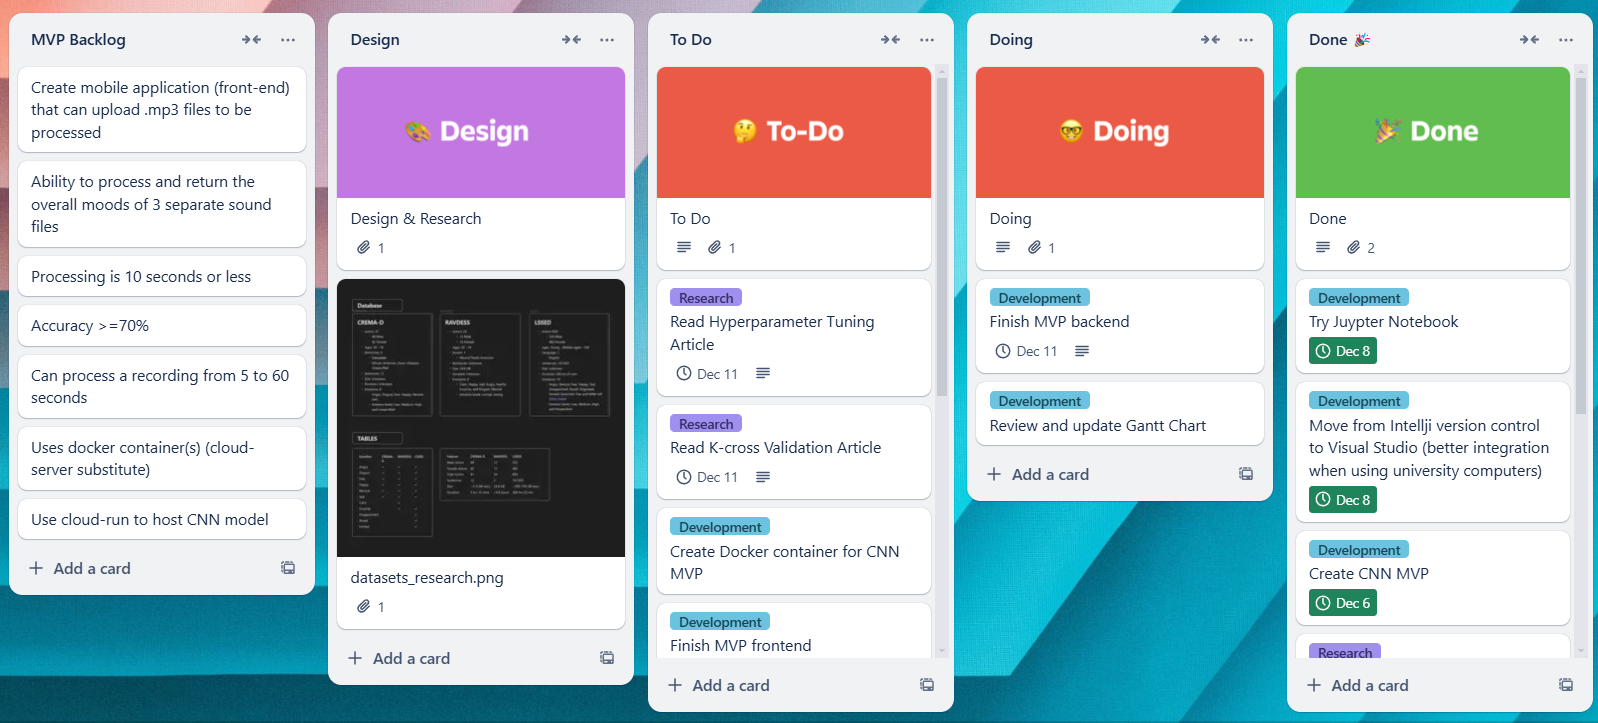 MVP Backlog
Create mobile application (front-end)
that can upload .mp3 files to be
processed
Ability to process and return the
overall moods of 3 separate sound
files
Processing is 10 seconds or less
Accuracy >=70%
Can process a recording from 5 to 60
seconds
Uses docker container(s) (cloud-
server substitute)
Use cloud-run to host CNN model
+ Add a card
Design
🎨 Design
Design & Research
1
Database
CREMA-D
RAVDESS
TABLES
datasets_research.png
1
+ Add a card
To Do
🤔 To-Do
To Do
1
Research
Read Hyperparameter Tuning
Article
Dec 11
Research
Read K-cross Validation Article
Dec 11
Development
Create Docker container for CNN
MVP
Development
Finish MVP frontend
+ Add a card
Doing
🤓 Doing
Doing
1
Development
Finish MVP backend
Dec 11
Development
Review and update Gantt Chart
+ Add a card
Done 🎉
🎉 Done
Done
2
Development
Try Juypter Notebook
Dec 8
Development
Move from Intellji version control
to Visual Studio (better integration
when using university computers)
Dec 8
Development
Create CNN MVP
Dec 6
Research
+ Add a card